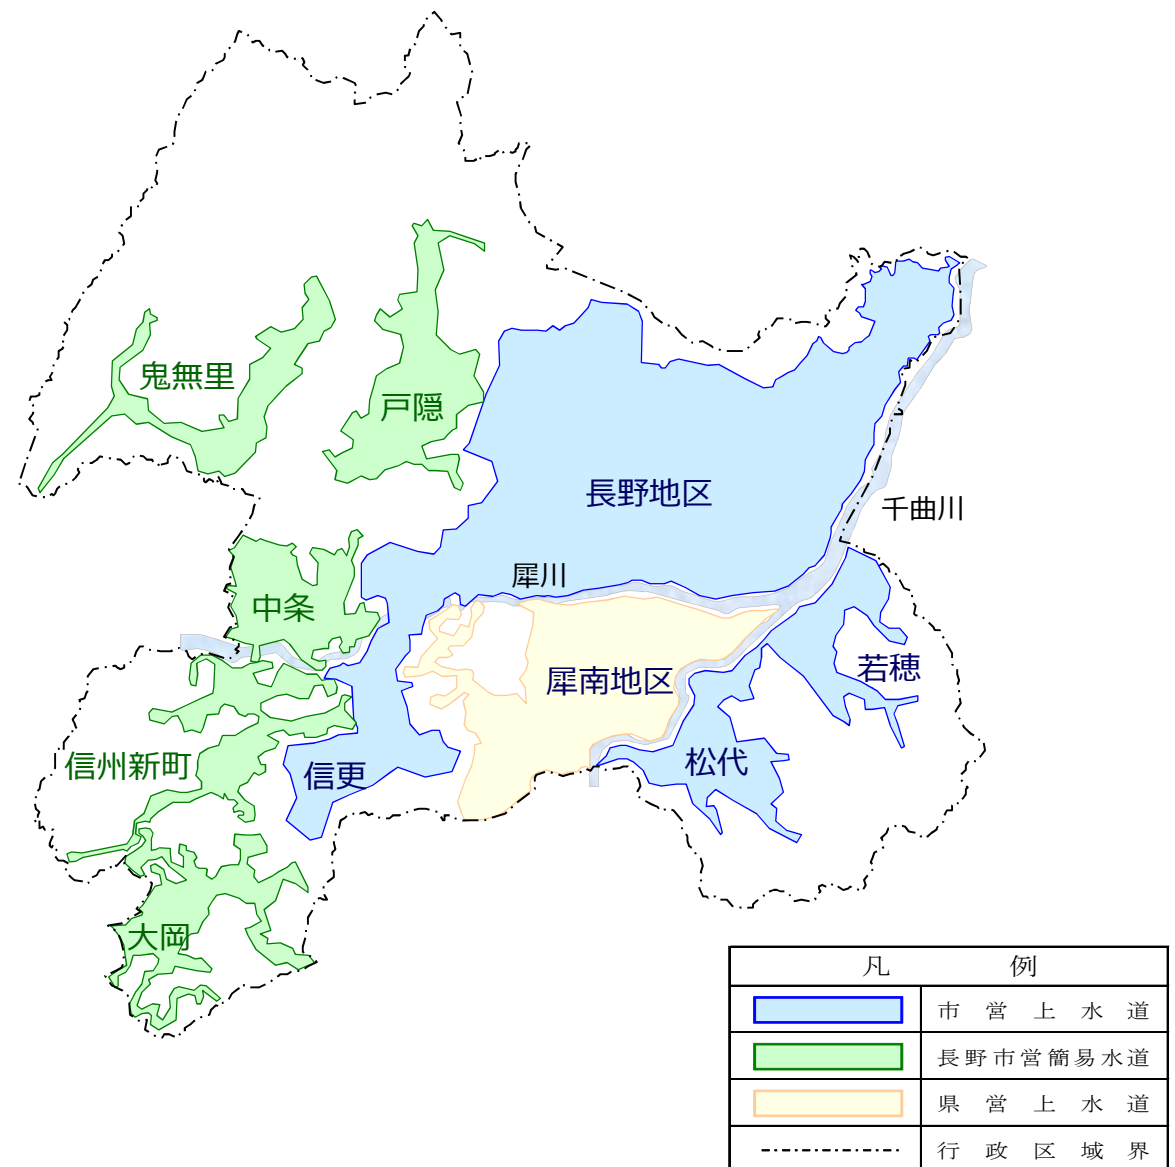 鬼無里
戸隠
長野地区
千曲川
犀川
中条
若穂
犀南地区
信州新町
信更
松代
大岡
凡例
市営上水道
長野市営簡易水道
県営上水道
行政区域界